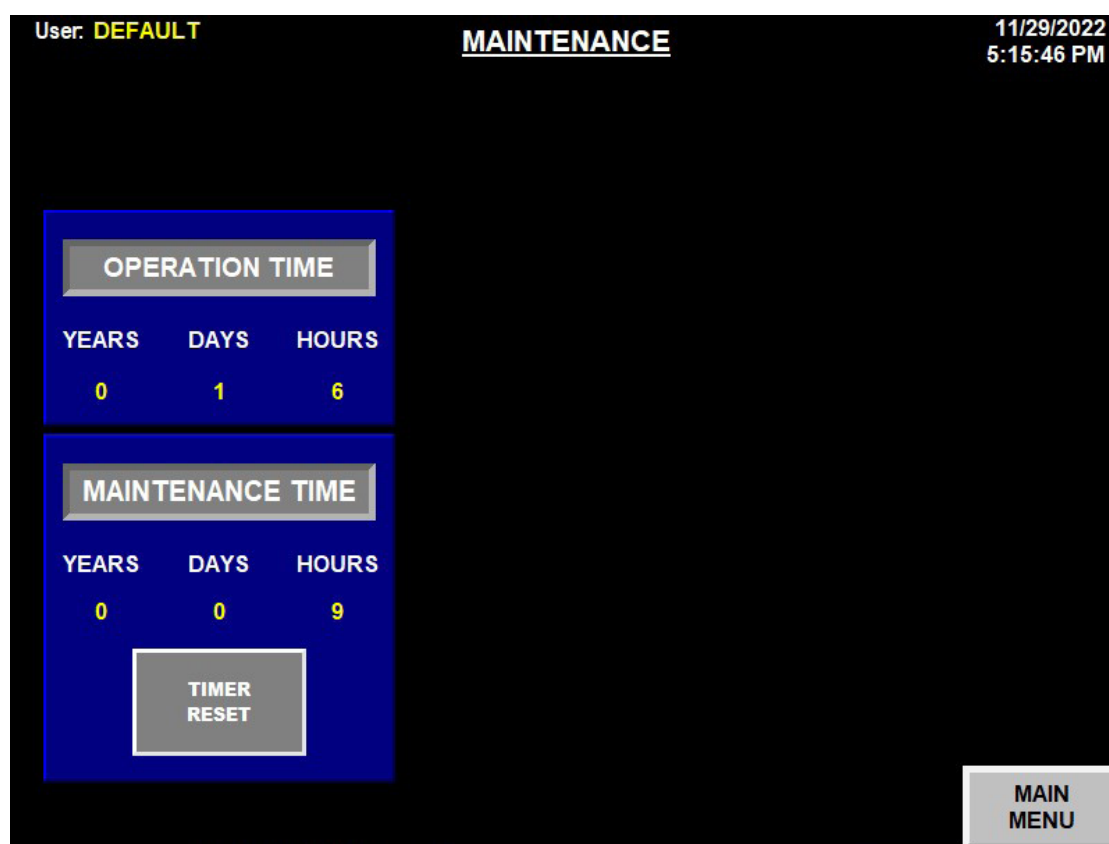 User: DEFAULT
MAINTENANCE
11/29/2022
5:15:46 PM
OPERATION TIME
YEARS DAYS HOURS
0 1 6
MAINTENANCE TIME
YEARS DAYS HOURS
0 0 9
TIMER
RESET
MAIN
MENU